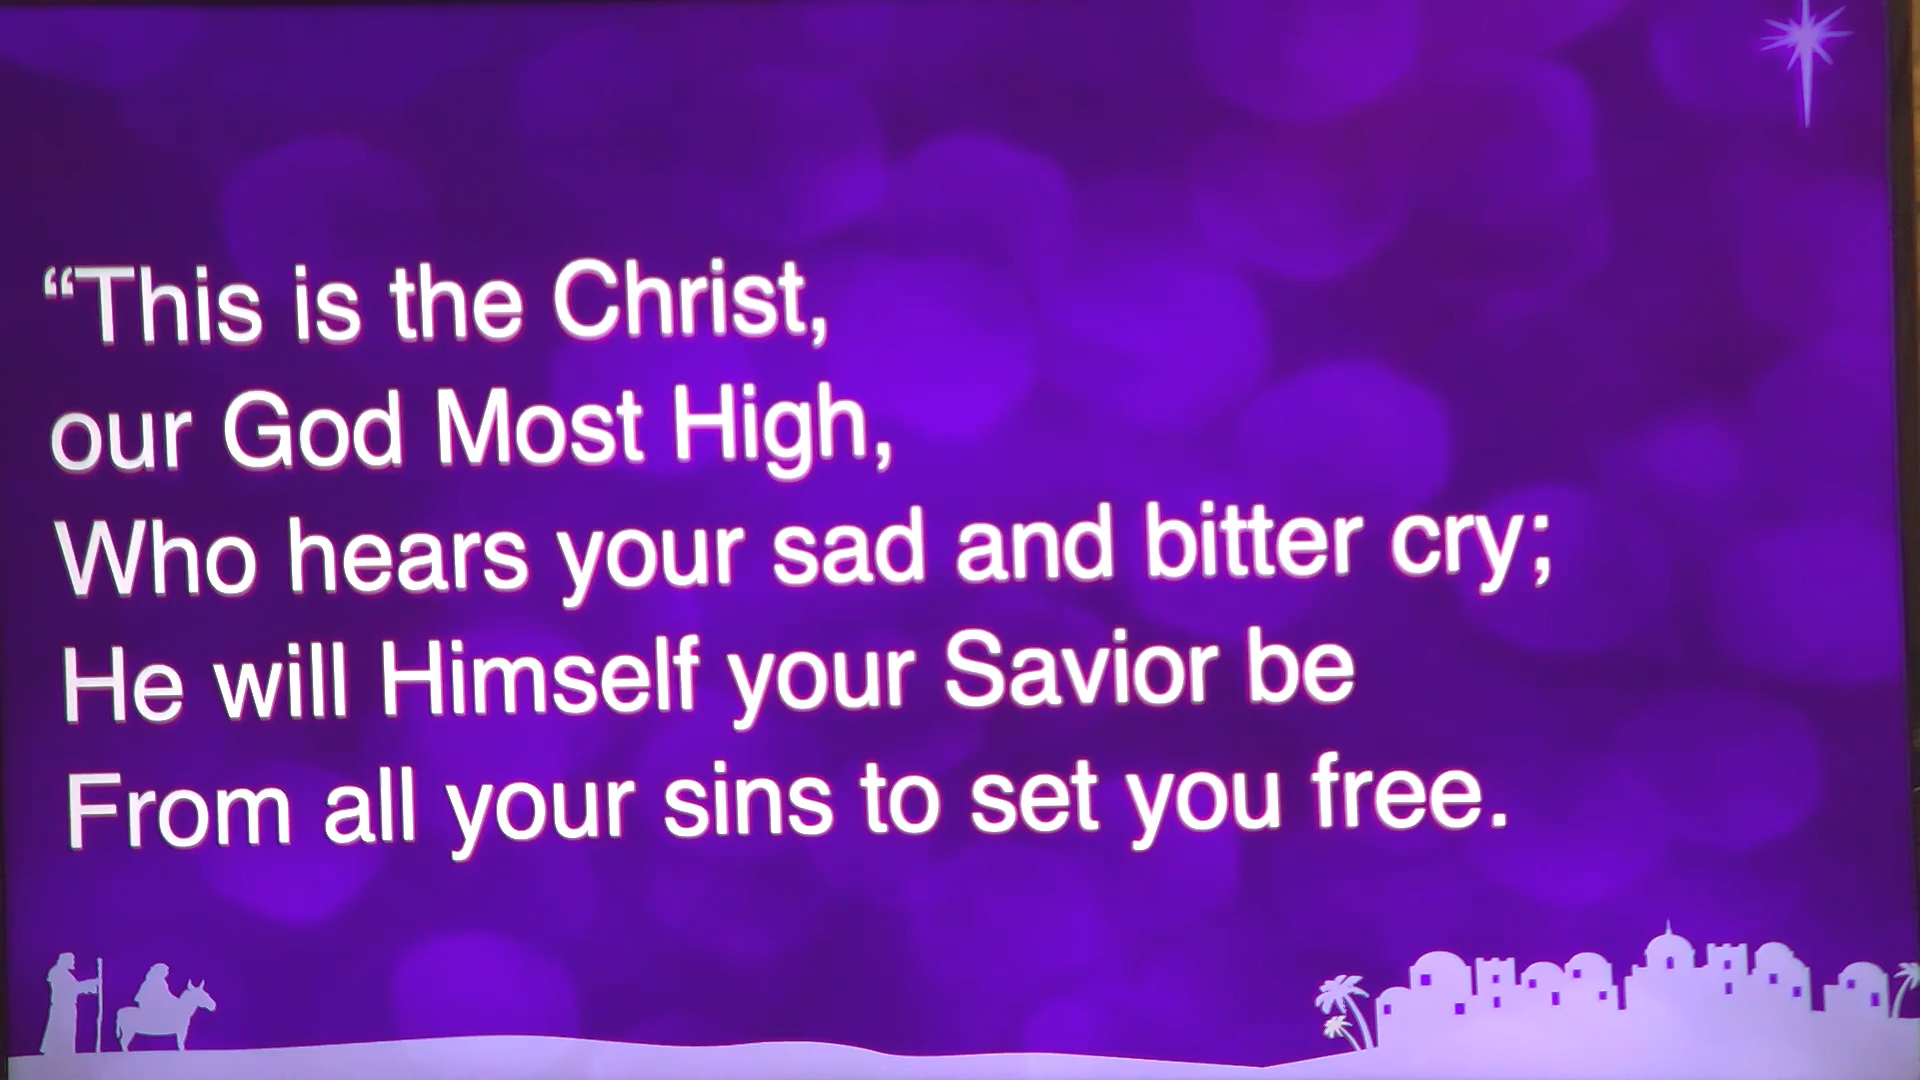 “This is the Christ,
our God Most High,
Who hears your sad and bitter cry;
He will Himself your Savior be
From all your sins to set you free.